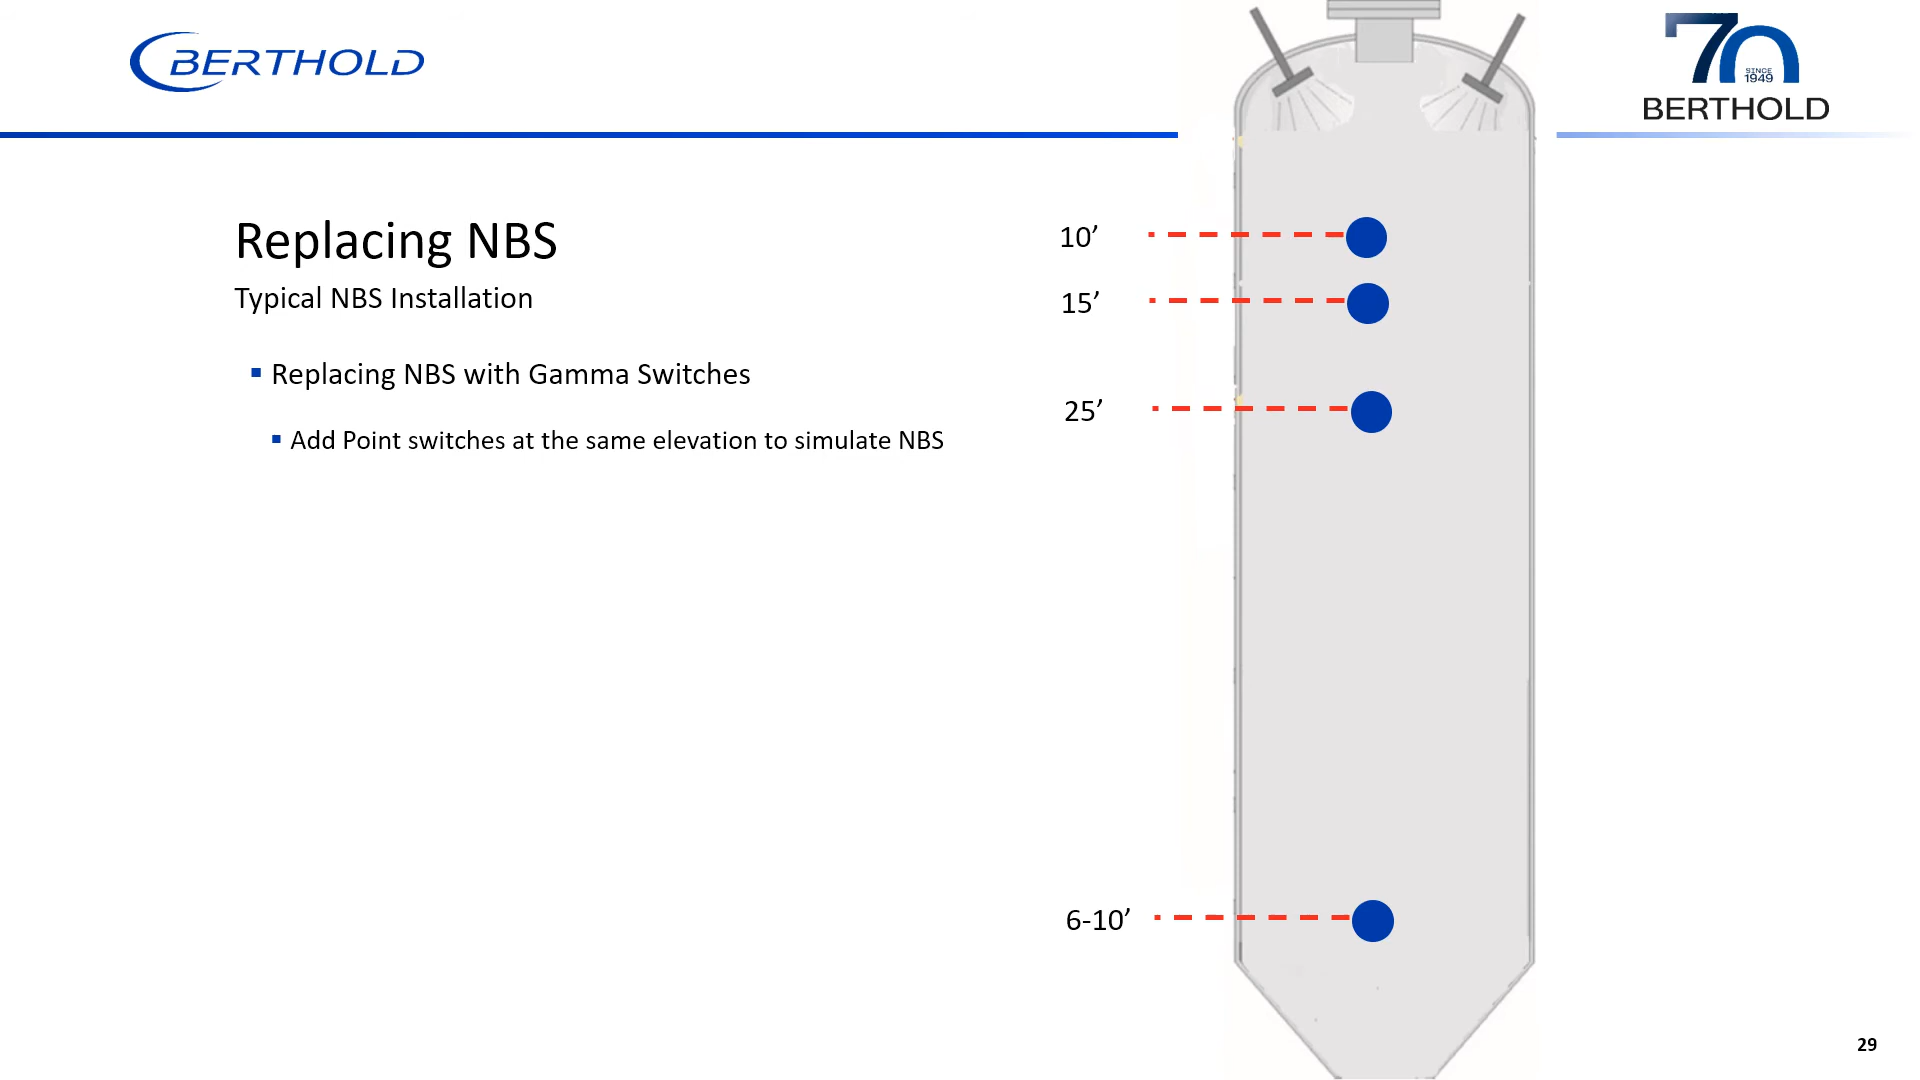 BERTHOLD
70
SINCE
1949
BERTHOLD
Replacing NBS
Typical NBS Installation
Replacing NBS with Gamma Switches
Add Point switches at the same elevation to simulate NBS
10’
15’
25’
6-10’
29